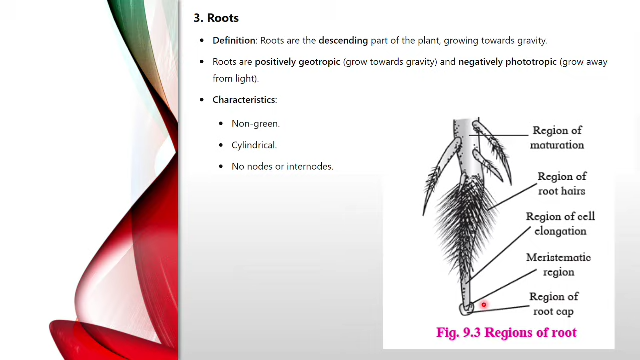 3. Roots
• Definition: Roots are the descending part of the plant, growing towards gravity.
• Roots are positively geotropic (grow towards gravity) and negatively phototropic (grow away
from light).
• Characteristics:
• Non-green.
• Cylindrical.
• No nodes or internodes.
Region of
maturation
Region of
root hairs
Region of cell
elongation
Meristematic
region
Region of
root cap
Fig. 9.3 Regions of root